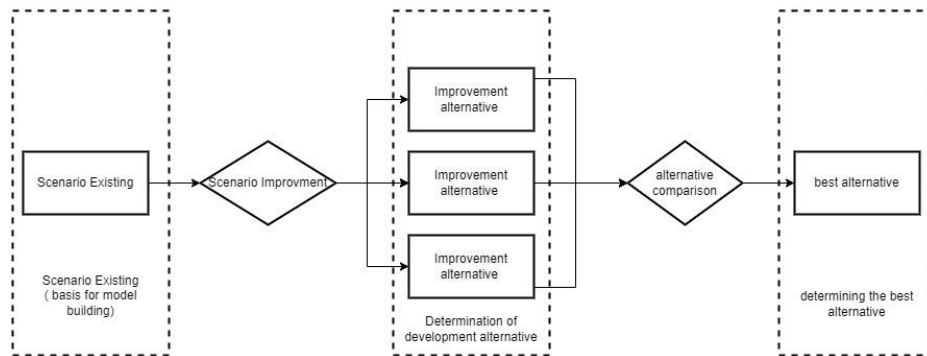 Scenario Existing
Scenario Existing
( basis for model
building)
Scenario Improvment
Improvement
alternative
Improvement
alternative
Improvement
alternative
Determination of
development alternative
alternative
comparison
best alternative
determining the best
alternative